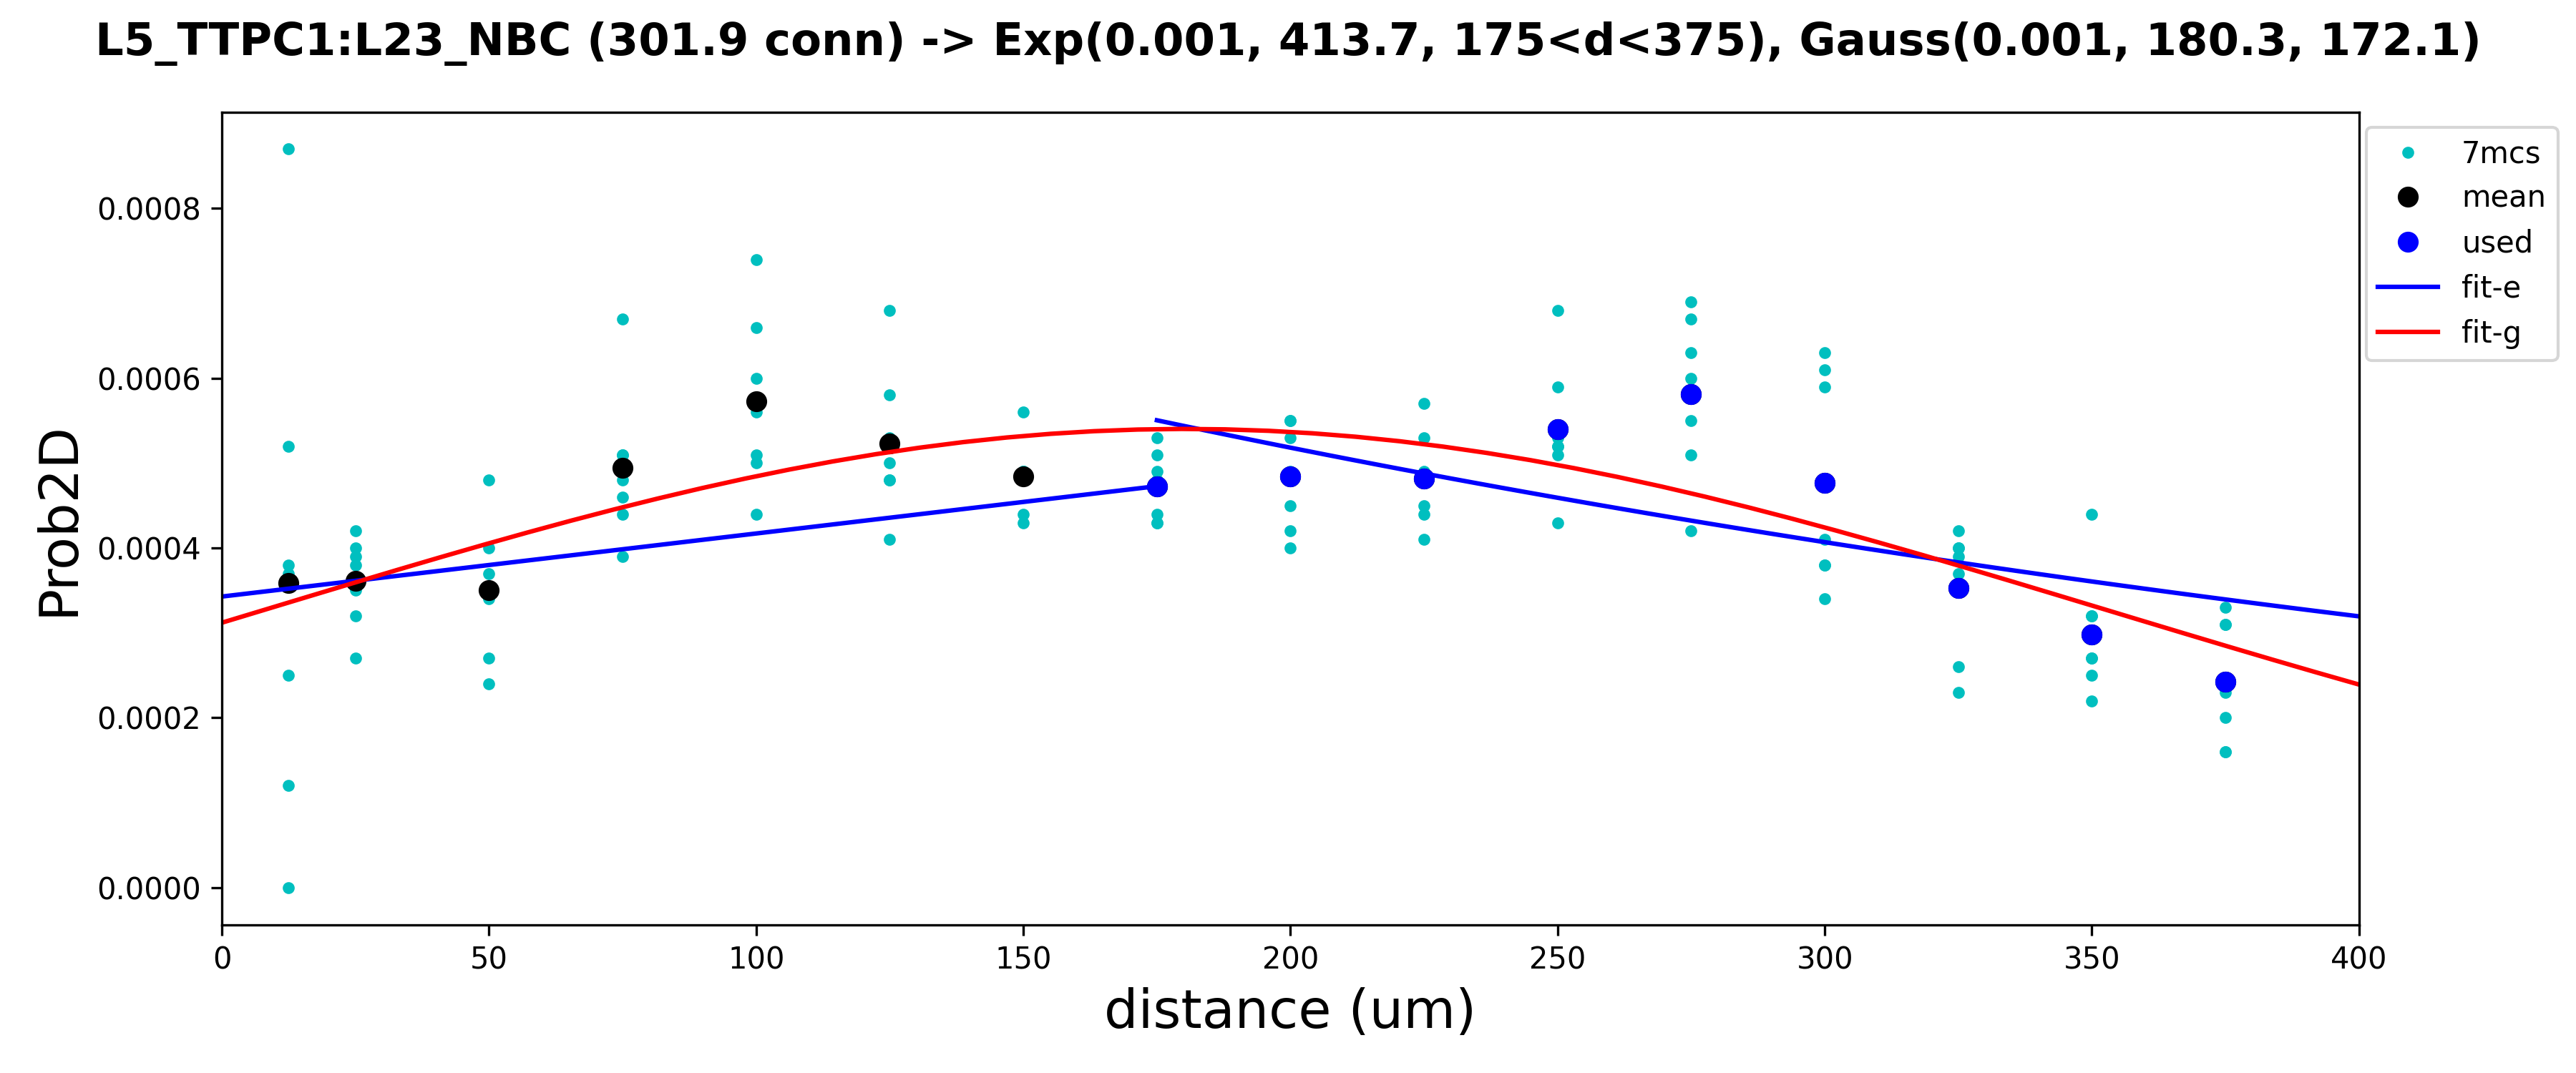 L5_TTPC1:L23_NBC (301.9 conn) -> Exp(0.001, 413.7, 175<d<375), Gauss(0.001, 180.3, 172.1)
7mcs
mean
used
fit-e
fit-g
Prob2D
0.0008
0.0006
0.0004
0.0002
0.0000
0 50 100 150 200 250 300 350 400
distance (um)